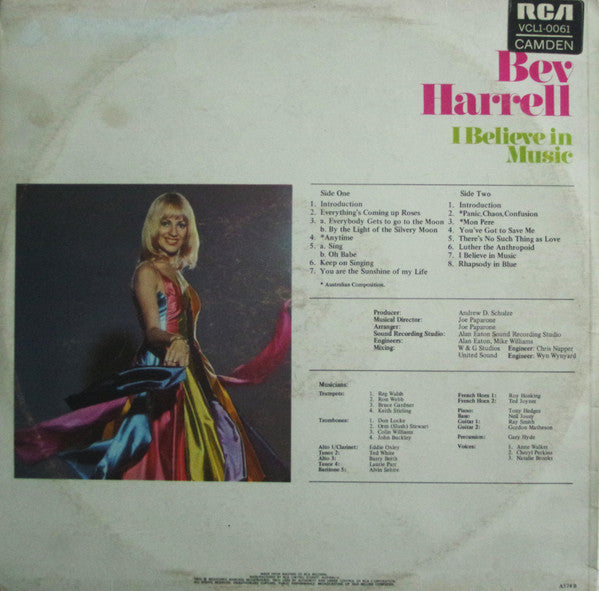 RCA
VCL1-0061
CAMDEN
Bev
Harrell
I Believe in
Music
Side One
1. Introduction
2. Everything's Coming up Roses
3. a. Everybody Gets to go to the Moon
b. By the Light of the Silvery Moon
4. *Anytime
5. a. Sing
b. Oh Babe
6. Keep on Singing
7. You are the Sunshine of my Life
* Australian Composition.
Side Two
1. Introduction
2. *Panic, Chaos, Confusion
3. *Mon Pere
4. You've Got to Save Me
5. There's No Such Thing as Love
6. Luther the Anthropoid
7. I Believe in Music
8. Rhapsody in Blue
Producer: Andrew D. Schulze
Musical Director: Joe Paparone
Arranger: Joe Paparone
Sound Recording Studio: Alan Eaton Sound Recording Studio
Engineers: Alan Eaton, Mike Williams
Mixing: W & G Studios Engineer: Chris Napper
United Sound Engineer: Wyn Wynyard
Musicians:
Trumpets: 1. Reg Walsh
2. Ron Webb
3. Bruce Gardner
4. Keith Stirling
Trombones: 1. Don Locke
2. Orm (Slush) Stewart
3. Colin Williams
4. John Buckley
Alto 1/Clarinet: Eddie Oxley
Tenor 2: Ted White
Alto 3: Barry Berth
Tenor 4: Laurie Parr
Baritone 5: Alvin
French Horn 1: Roy Hosking
French Horn 2: Ted Joyner
Piano: Tony Hedges
Bass: Neil
Guitar 1: Ray Smith
Guitar 2: Gordon Matheson
Percussion: Gary Hyde
Voices: 1. Anne Walker
2. Cheryl Perkins
3. Natalie Brooks
A574 B